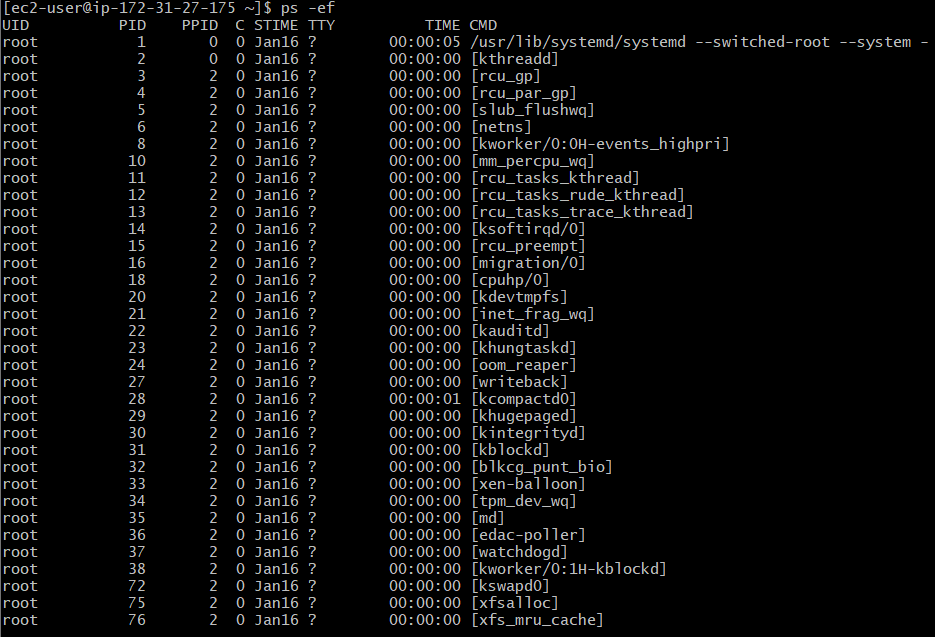 [ec2-user@ip-172-31-27-175 ~]$ ps -ef
UID          PID    PPID  C STIME TTY          TIME CMD
root           1       0  0 Jan16 ?        00:00:05 /usr/lib/systemd/systemd --switched-root --system -
root           2       0  0 Jan16 ?        00:00:00 [kthreadd]
root           3       2  0 Jan16 ?        00:00:00 [rcu_gp]
root           4       2  0 Jan16 ?        00:00:00 [rcu_par_gp]
root           5       2  0 Jan16 ?        00:00:00 [slub_flushwq]
root           6       2  0 Jan16 ?        00:00:00 [netns]
root           8       2  0 Jan16 ?        00:00:00 [kworker/0:0H-events_highpri]
root          10       2  0 Jan16 ?        00:00:00 [mm_percpu_wq]
root          11       2  0 Jan16 ?        00:00:00 [rcu_tasks_kthread]
root          12       2  0 Jan16 ?        00:00:00 [rcu_tasks_rude_kthread]
root          13       2  0 Jan16 ?        00:00:00 [rcu_tasks_trace_kthread]
root          14       2  0 Jan16 ?        00:00:00 [ksoftirqd/0]
root          15       2  0 Jan16 ?        00:00:00 [rcu_preempt]
root          16       2  0 Jan16 ?        00:00:00 [migration/0]
root          18       2  0 Jan16 ?        00:00:00 [cpuhp/0]
root          20       2  0 Jan16 ?        00:00:00 [kdevtmpfs]
root          21       2  0 Jan16 ?        00:00:00 [inet_frag_wq]
root          22       2  0 Jan16 ?        00:00:00 [kauditd]
root          23       2  0 Jan16 ?        00:00:00 [khungtaskd]
root          24       2  0 Jan16 ?        00:00:00 [oom_reaper]
root          27       2  0 Jan16 ?        00:00:00 [writeback]
root          28       2  0 Jan16 ?        00:00:01 [kcompactd0]
root          29       2  0 Jan16 ?        00:00:00 [khugepaged]
root          30       2  0 Jan16 ?        00:00:00 [kintegrityd]
root          31       2  0 Jan16 ?        00:00:00 [kblockd]
root          32       2  0 Jan16 ?        00:00:00 [blkcg_punt_bio]
root          33       2  0 Jan16 ?        00:00:00 [xen-balloon]
root          34       2  0 Jan16 ?        00:00:00 [tpm_dev_wq]
root          35       2  0 Jan16 ?        00:00:00 [md]
root          36       2  0 Jan16 ?        00:00:00 [edac-poller]
root          37       2  0 Jan16 ?        00:00:00 [watchdogd]
root          38       2  0 Jan16 ?        00:00:00 [kworker/0:1H-kblockd]
root          72       2  0 Jan16 ?        00:00:00 [kswapd0]
root          75       2  0 Jan16 ?        00:00:00 [xfsalloc]
root          76       2  0 Jan16 ?        00:00:00 [xfs_mru_cache]